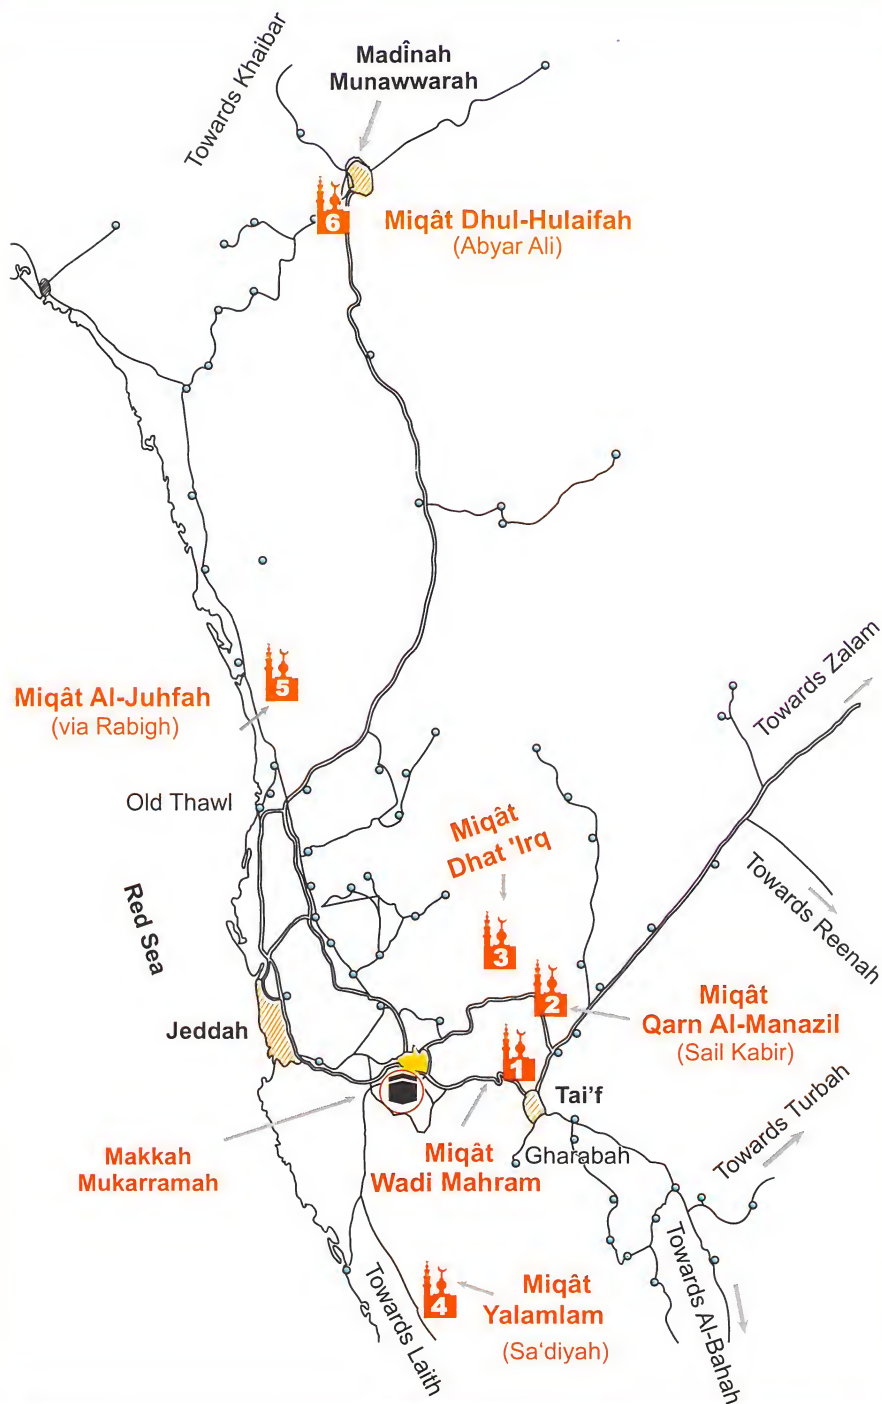 Towards Khaibar
Madînah
Munawwarah
6
Miqât Dhul-Hulaifah
(Abyar Ali)
5
Miqât Al-Juhfah
(via Rabigh)
Towards Zalam
Old Thawl
Miqât
Dhat 'Irq
Towards Reenah
Red Sea
3
2
Miqât
Qarn Al-Manazil
(Sail Kabir)
Jeddah
1
Tai’f
Towards Turbah
Makkah
Mukarramah
Miqât
Wadi Mahram
Gharabah
Towards Al-Bahah
Towards Laith
4
Miqât
Yalamlam
(Sa‘diyah)